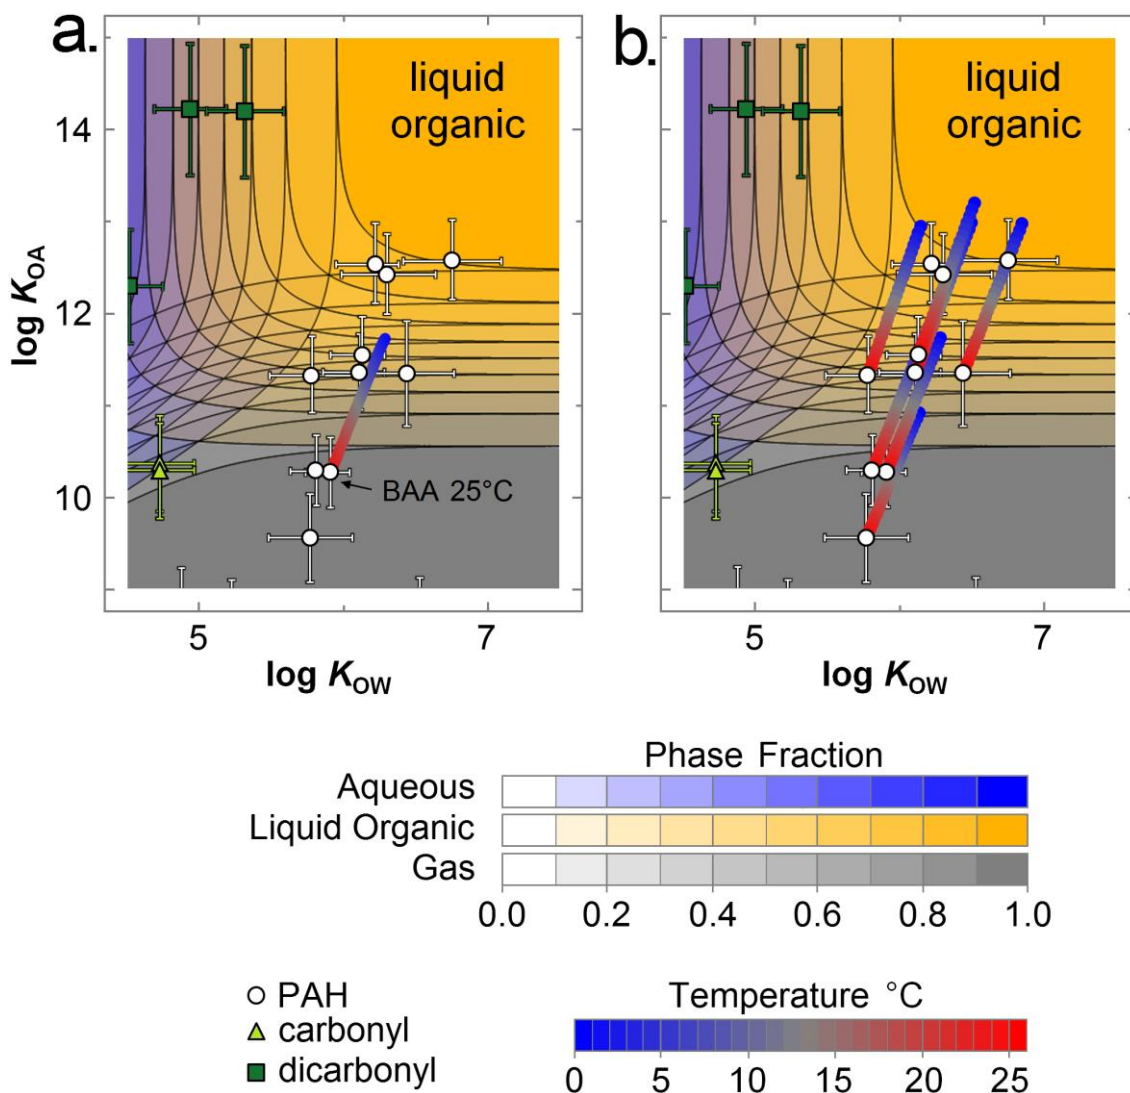 a.
b.
liquid
organic
liquid
organic
14
12
10
log KOA
BAA 25°C
5
7
5
7
log KOW
log KOW
Phase Fraction
Aqueous
Liquid Organic
Gas
0.0 0.2 0.4 0.6 0.8 1.0
PAH
carbonyl
dicarbonyl
Temperature °C
0 5 10 15 20 25